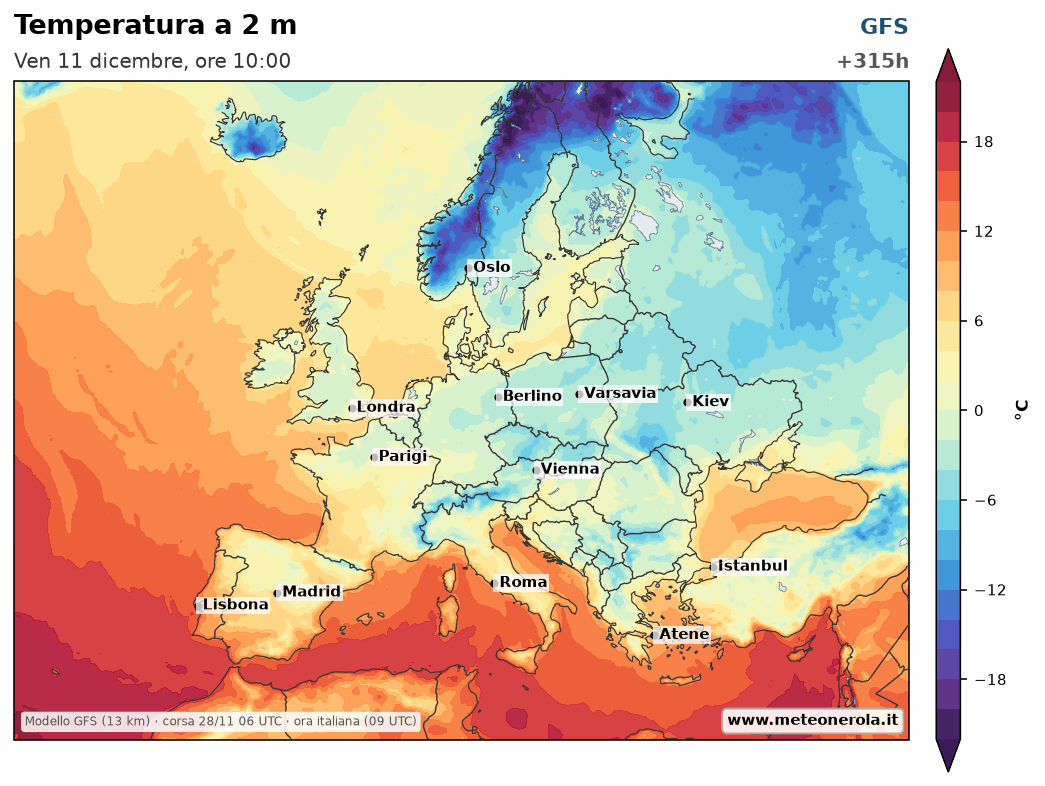 Temperatura a 2 m
GFS
Ven 11 dicembre, ore 10:00
+315h
18
12
6
0
−6
−12
−18
°C
Oslo
Berlino
Varsavia
Kiev
Londra
Parigi
Vienna
Istanbul
Roma
Madrid
Lisbona
Atene
Modello GFS (13 km) · corsa 28/11 06 UTC · ora italiana (09 UTC)
www.meteonerola.it